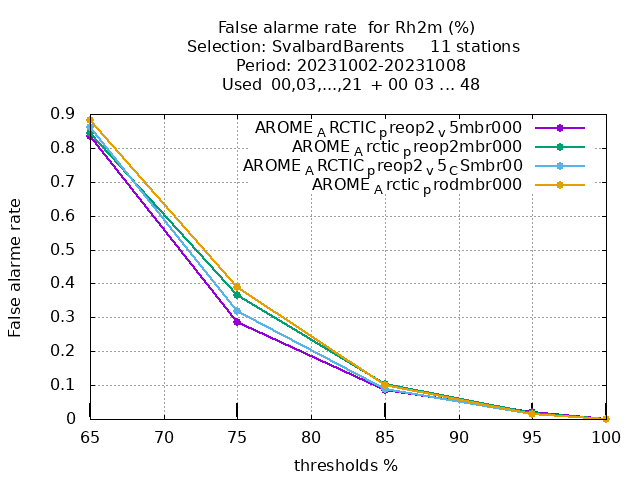 False alarme rate  for Rh2m (%)
Selection: SvalbardBarents     11 stations
Period: 20231002-20231008
Used  00,03,...,21  + 00 03 ... 48
AROME_ARCTIC_preop2_v5mbr000
AROME_Arctic_preop2mbr000
AROME_ARCTIC_preop2_v5_CSmbr00
AROME_Arctic_prodmbr000
False alarme rate
0.9
0.8
0.7
0.6
0.5
0.4
0.3
0.2
0.1
0
65 70 75 80 85 90 95 100
thresholds %